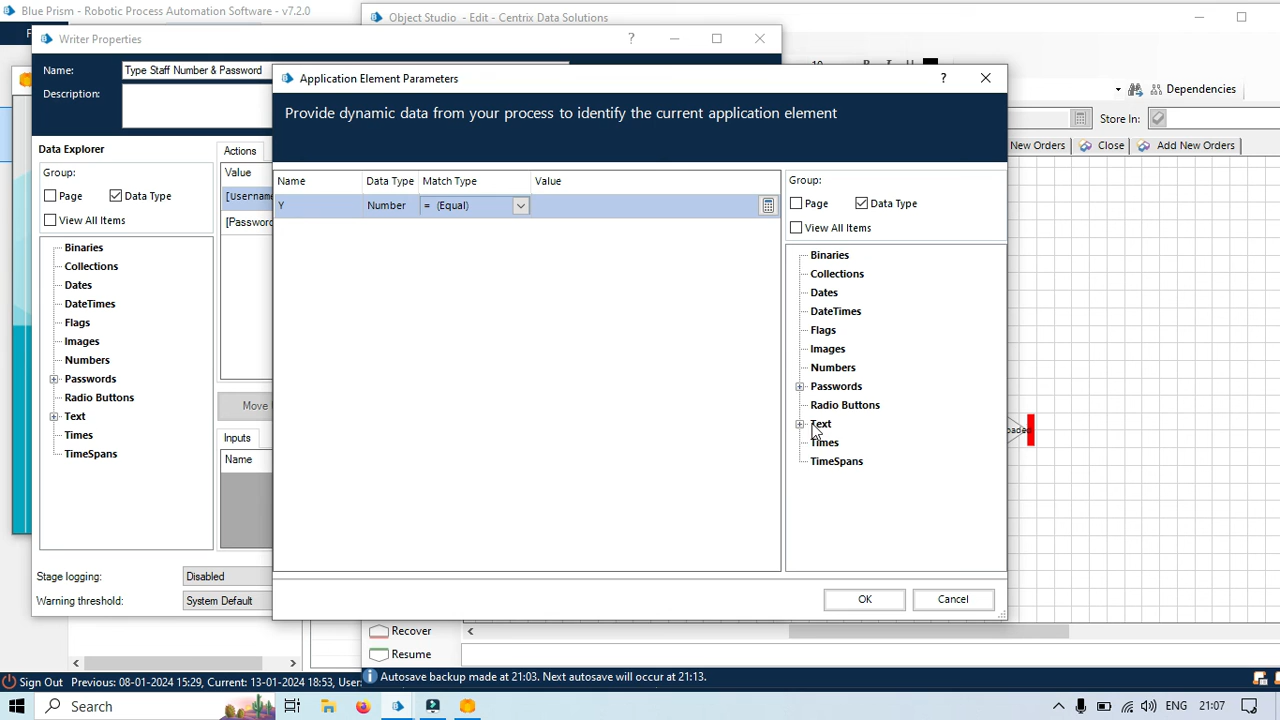 Blue Prism - Robotic Process Automation Software - v7.2.0
Object Studio - Edit - Centrix Data Solutions
Writer Properties
Name: Type Staff Number & Password
Description:
Application Element Parameters
Provide dynamic data from your process to identify the current application element
Dependencies
Store In:
New Orders Close Add New Orders
Data Explorer
Group:
Page Data Type
View All Items
Binaries
Collections
Dates
DateTimes
Flags
Images
Numbers
Passwords
Radio Buttons
Text
Times
TimeSpans
Actions
Value
[Usernam
[Passwor
Move
Inputs
Name
Stage logging: Disabled
Warning threshold: System Default
Name Data Type Match Type Value
Y Number = (Equal)
Group:
Page Data Type
View All Items
Binaries
Collections
Dates
DateTimes
Flags
Images
Numbers
Passwords
Radio Buttons
Text
Times
TimeSpans
OK Cancel
Recover
Resume
Sign Out Previous: 08-01-2024 15:29, Current: 13-01-2024 18:53, User:
Autosave backup made at 21:03. Next autosave will occur at 21:13.
Search
ENG 21:07